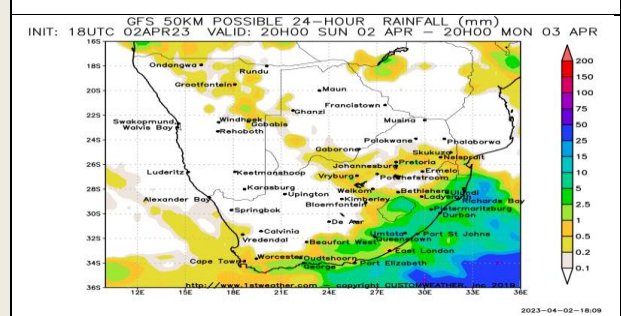 GFS 50KM POSSIBLE 24-HOUR RAINFALL (mm)
INIT: 18UTC 02APR23 VALID: 20H00 SUN 02 APR - 20H00 MON 03 APR
16S
18S
20S
22S
24S
26S
28S
30S
32S
34S
36S
Ondangwa
Rundu
Grootfontein
Maun
Francistown
Ghanzi
Windhoek
Gobabis
Swakopmund
Walvis Bay
Rehoboth
Musina
Polokwane
Phalaborwa
Gaborone
Skukuza
Nelspruit
Pretoria
Johannesburg
Luderitz
Keetmanshoop
Vryburg
Potchefstroom
Ermelo
Karasburg
Upington
Welkom
Bethlehem
Ulundi
Alexander Bay
Kimberley
Ladysmith
Richards Bay
Bloemfontein
Springbok
Pietermaritzburg
Durban
De Aar
Calvinia
Vredendal
Umtata
Port St Johns
Queenstown
Beaufort West
East London
Cape Town
Worcester
Oudtshoorn
George
Port Elizabeth
http://www.1stweather.com - copyright CUSTOMWEATHER, Inc 2019
12E 15E 18E 21E 24E 27E 30E 33E 36E
200
150
100
75
50
25
15
10
5
2.5
1
0.5
0.2
0.1
2023-04-02-18:09